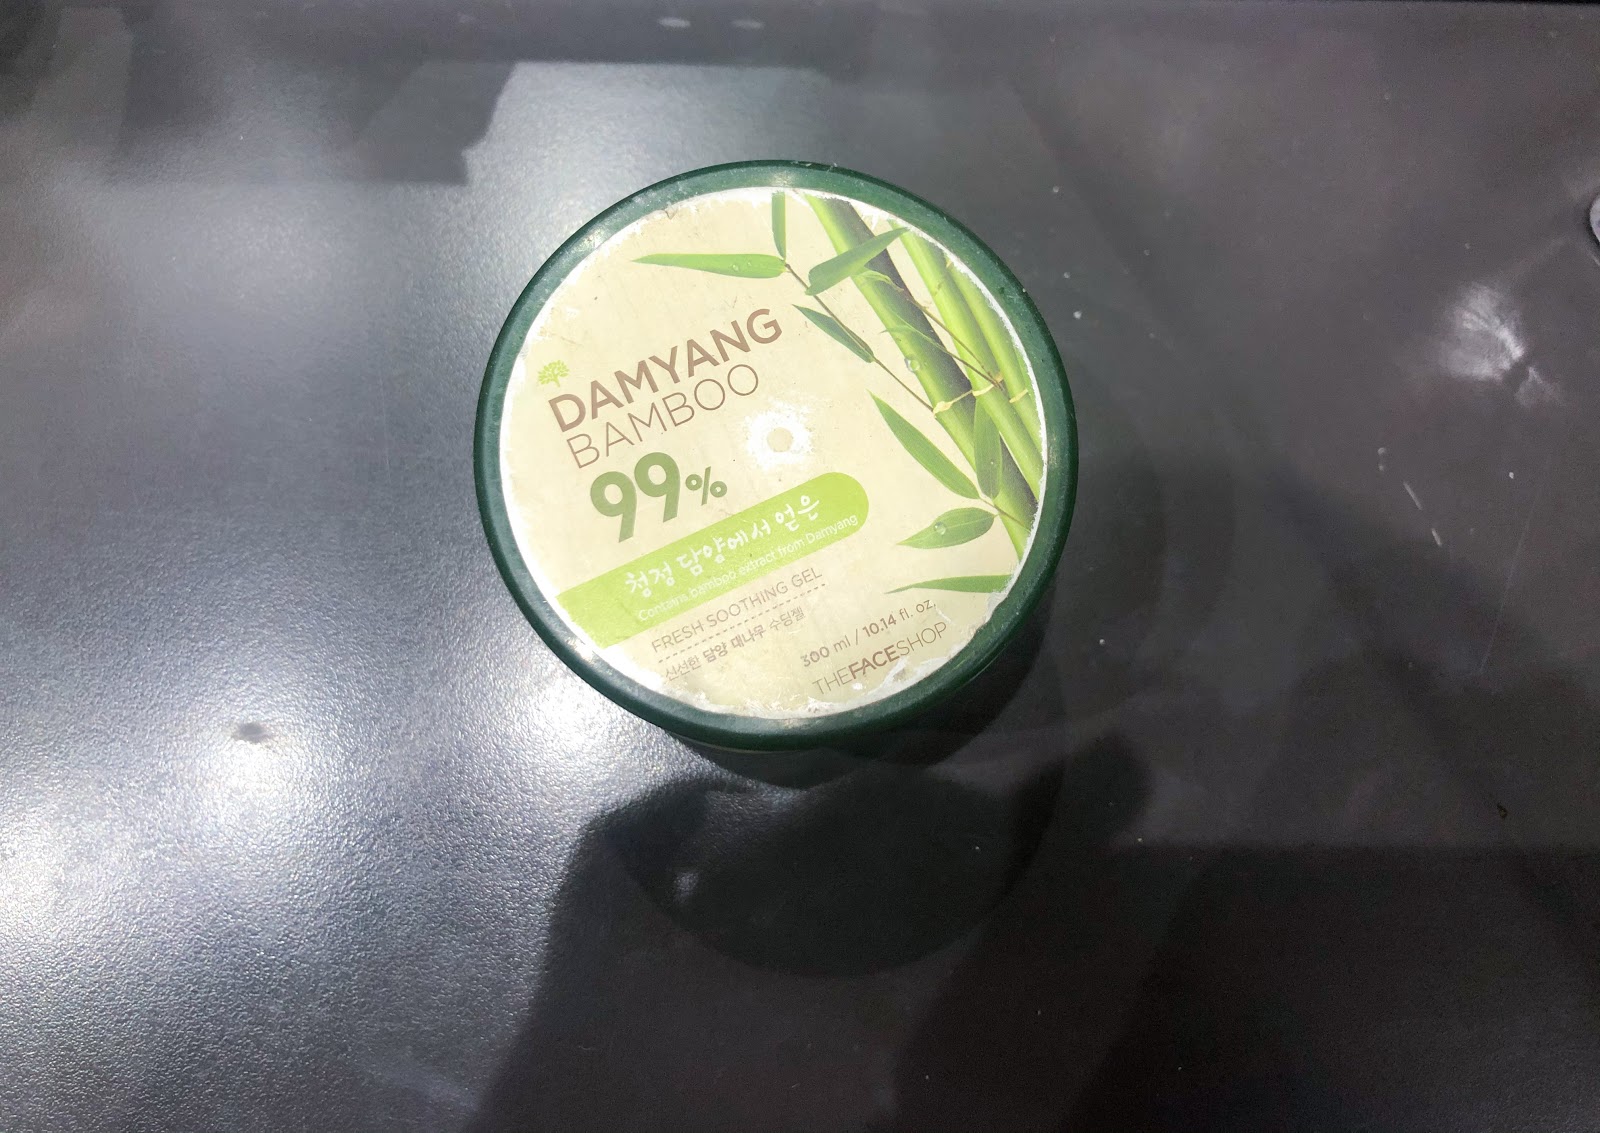 DAMYANG
BAMBOO
99%
청정 담양에서 얻은
Contains bamboo extract from Damyang
FRESH SOOTHING GEL
신선한 담양 대나무 수딩젤
300 ml / 10.14 fl. oz.
THEFACESHOP